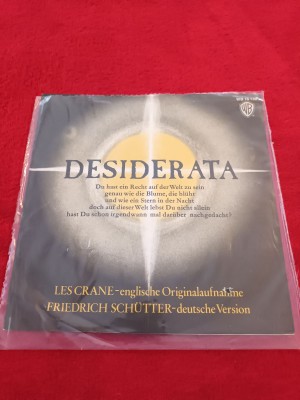 WB
DESIDERATA
Du hast ein Recht auf der Welt zu sein
genau wie die Blume, die blüht
und wie ein Stern in der Nacht
doch auf dieser Welt lebst Du nicht allein
hast Du schon irgendwann mal darüber nachgedacht?
LES CRANE-englische Originalaufnahme
FRIEDRICH SCHÜTTER-deutsche Version